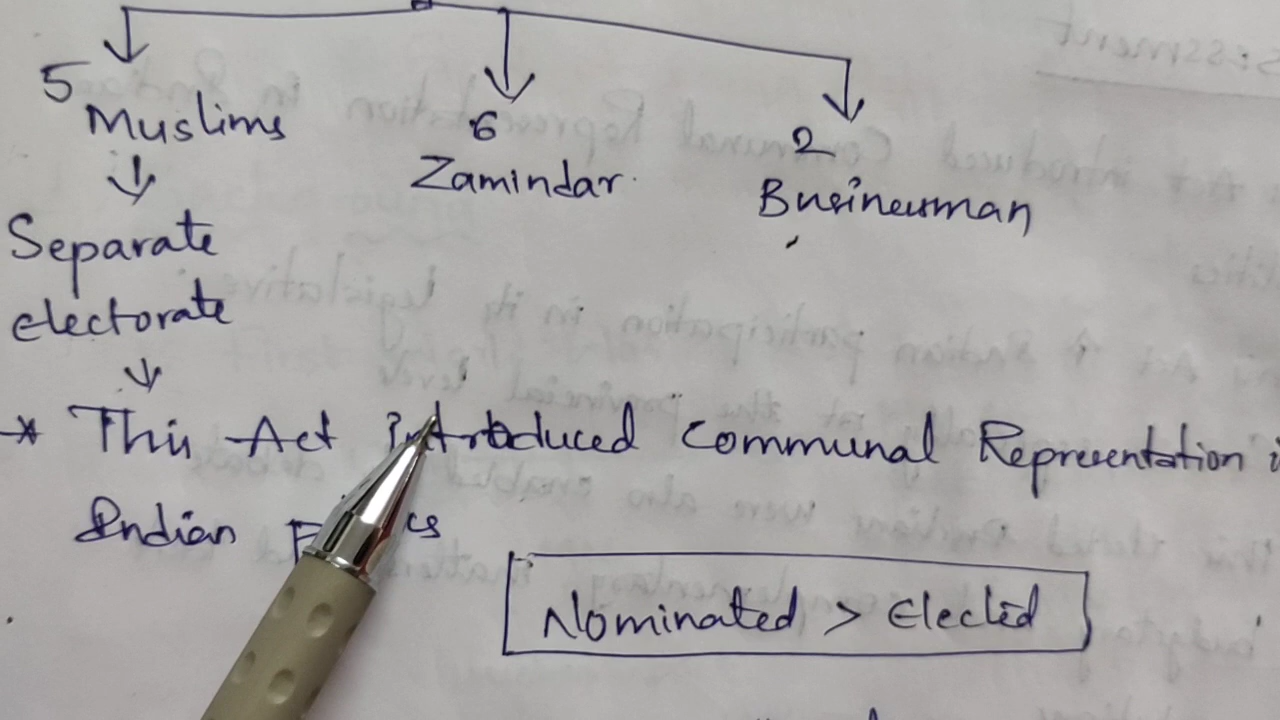 5
Muslims
6
Zamindar
2
Businessman
Separate
electorate
* This Act introduced Communal Representation
Indian
Nominated > Elected